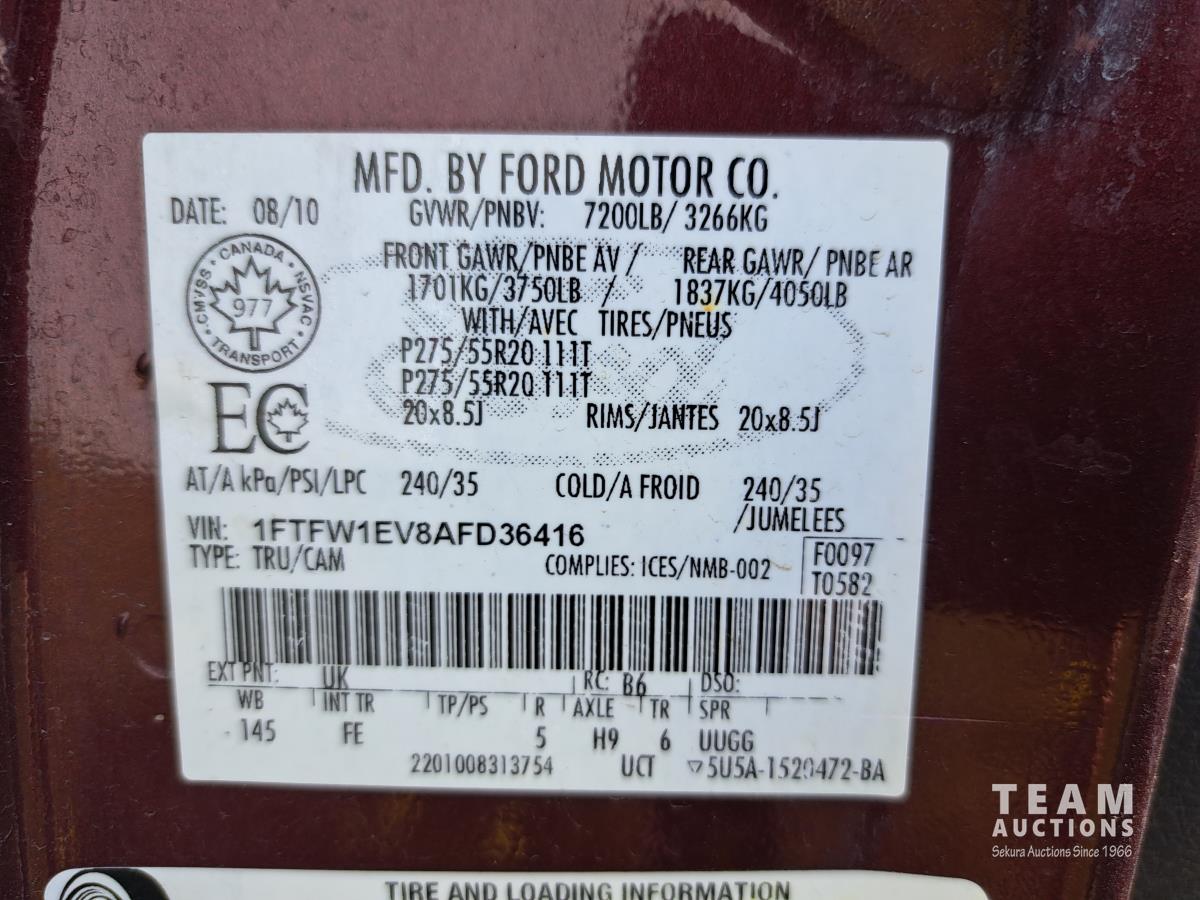 MFD. BY FORD MOTOR CO.
DATE: 08/10 GVWR/PNBV: 7200LB/ 3266KG
CANADA • NSVAC • TRANSPORT • CMVSS •
977
FRONT GAWR/PNBE AV / REAR GAWR/ PNBE AR
1701KG/3750LB / 1837KG/4050LB
WITH/AVEC TIRES/PNEUS
P275/55R20 111T
P275/55R20 111T
EC
20x8.5J RIMS/JANTES 20x8.5J
AT/A kPa/PSI/LPC 240/35 COLD/A FROID 240/35
/JUMELEES
VIN: 1FTFW1EV8AFD36416
TYPE: TRU/CAM COMPLIES: ICES/NMB-002
F0097
T0582
EXT PNT: UK RC: B6 DSO:
WB INT TR TP/PS R AXLE TR SPR
145 FE 5 H9 6 UUGG
2201008313754 UCT ▽5U5A-1520472-BA
TEAM
AUCTIONS
Sekura Auctions Since 1966
TIRE AND LOADING INFORMATION